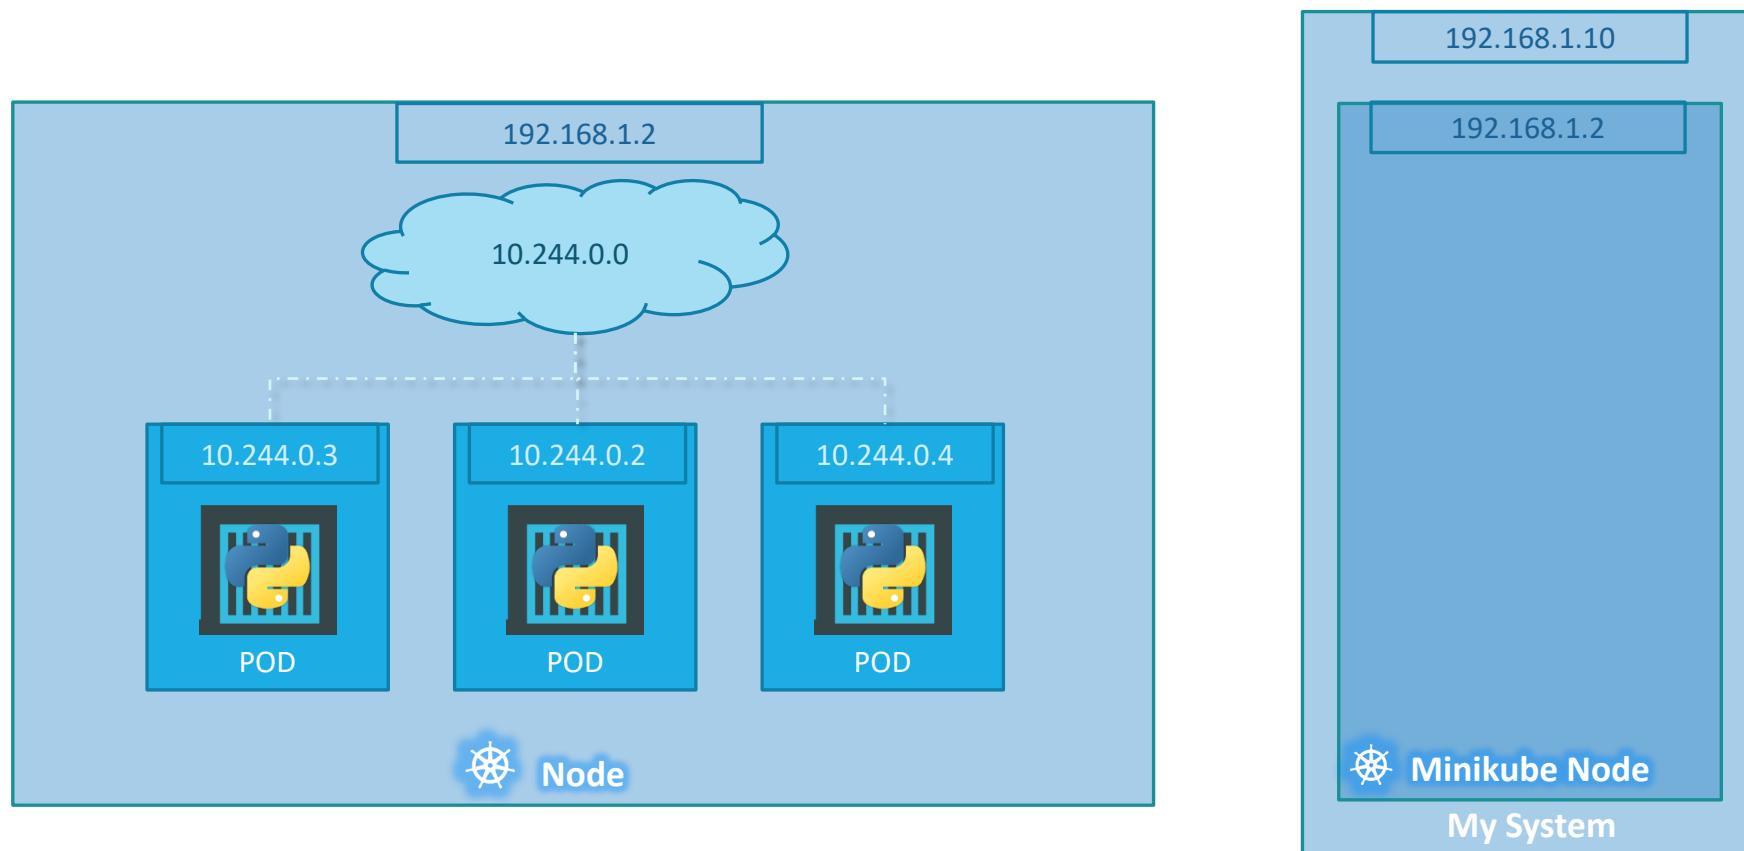 192.168.1.2
10.244.0.0
10.244.0.3
10.244.0.2
10.244.0.4
POD
POD
POD
Node
192.168.1.10
192.168.1.2
Minikube Node
My System